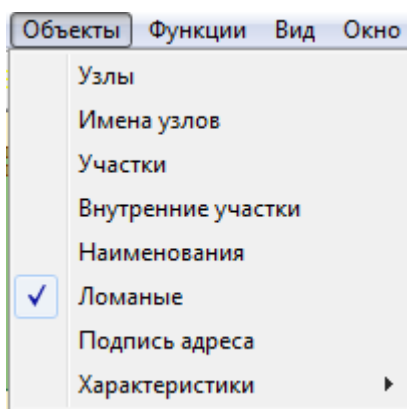 Объекты Функции Вид Окно
Узлы
Имена узлов
Участки
Внутренние участки
Наименования
Ломаные
Подпись адреса
Характеристики